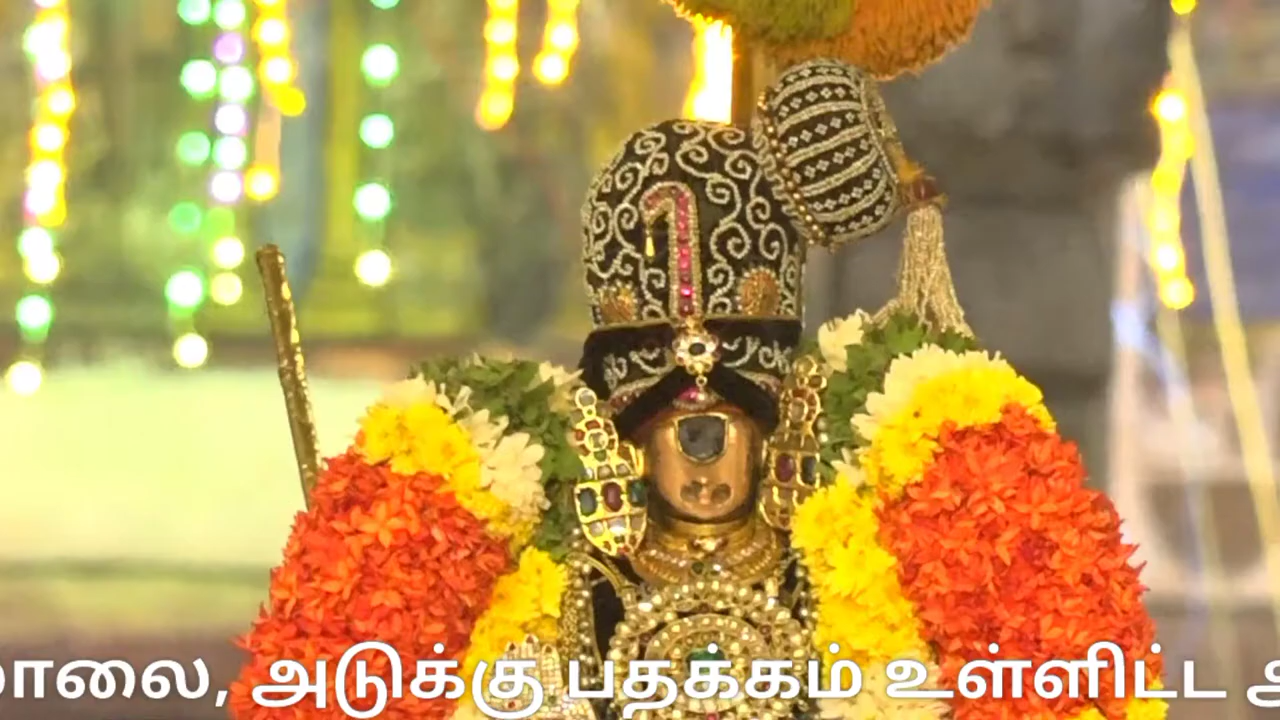 மாலை, அடுக்கு பதக்கம் உள்ளிட்ட